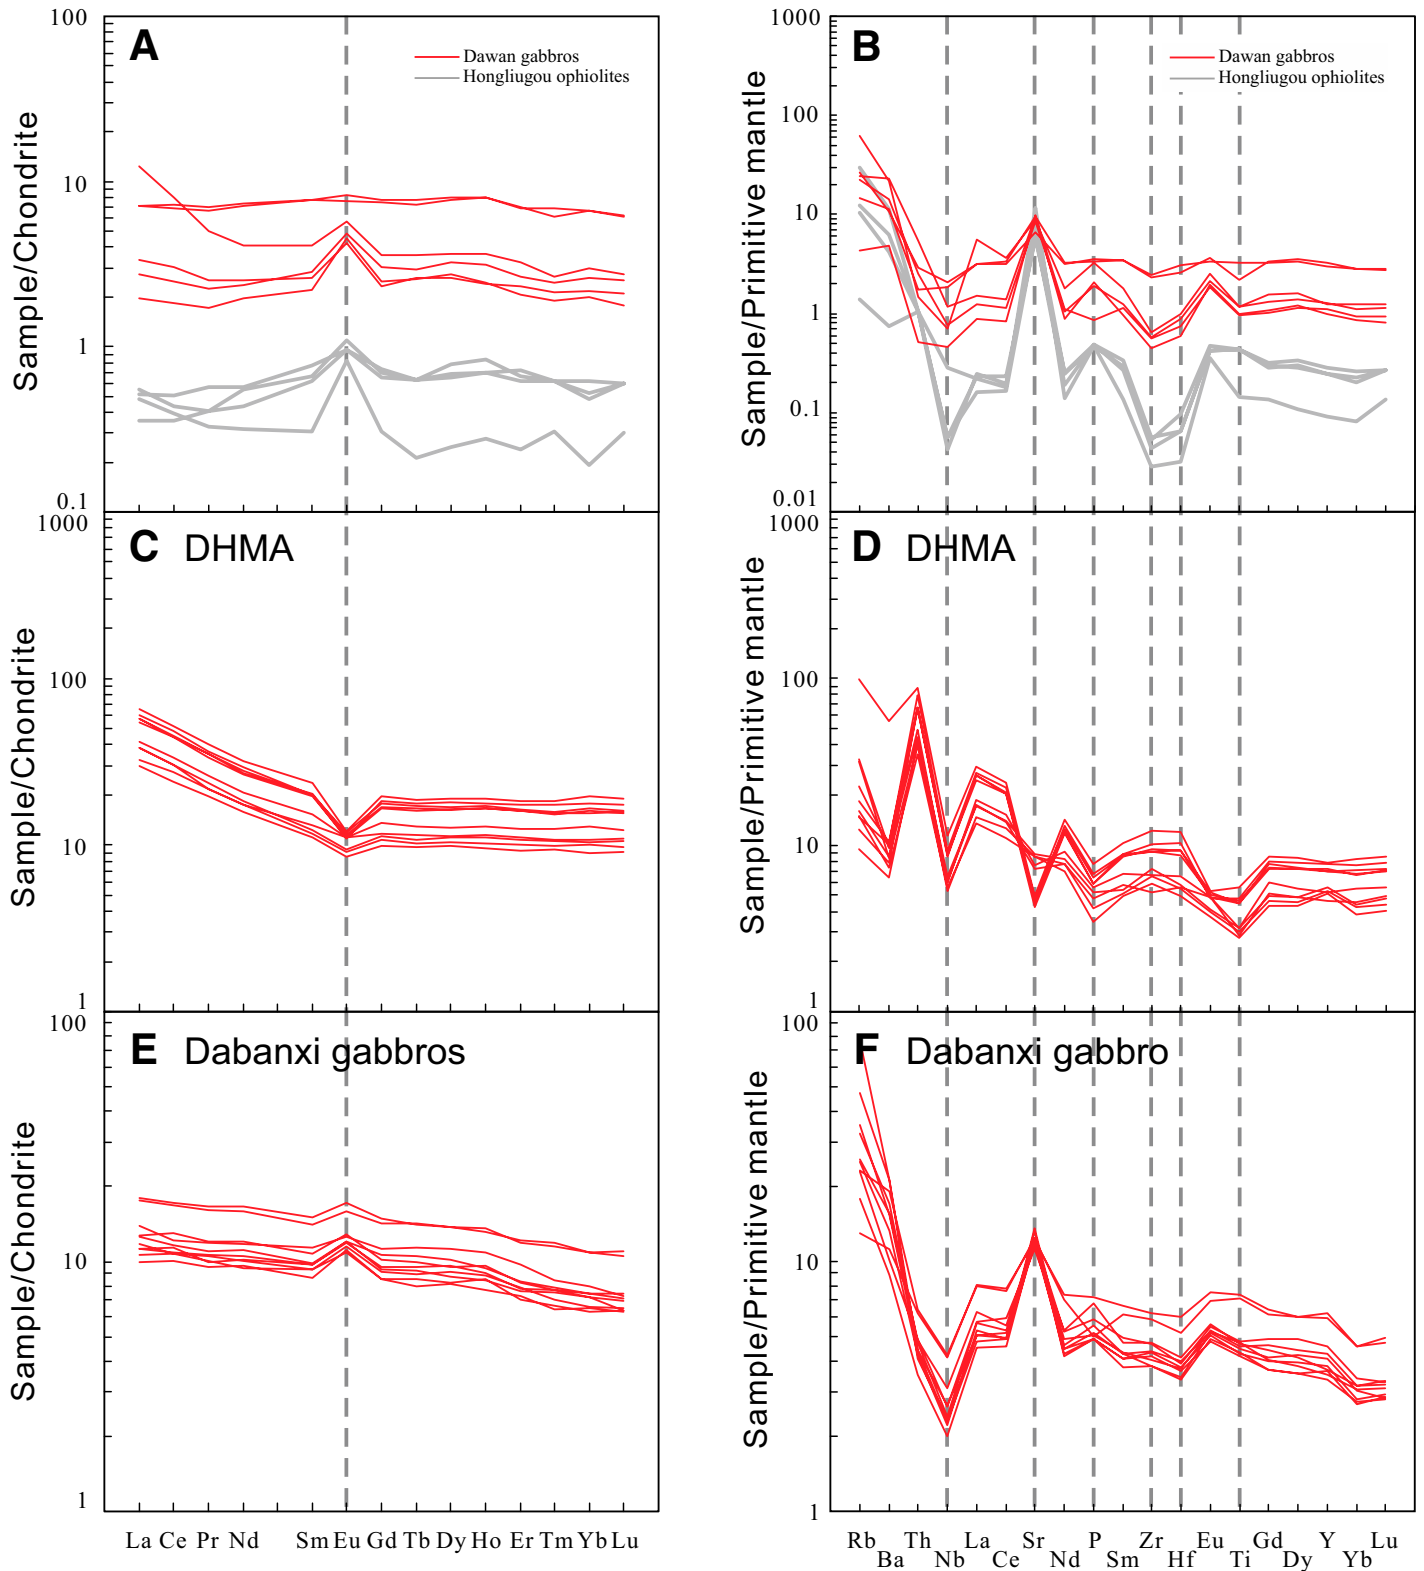 A
Dawan gabbros
Hongliugou ophiolites
100
10
1
0.1
Sample/Chondrite
B
Dawan gabbros
Hongliugou ophiolites
1000
100
10
1
0.1
0.01
Sample/Primitive mantle
C DHMA
1000
100
10
1
Sample/Chondrite
D DHMA
1000
100
10
1
Sample/Primitive mantle
E Dabanxi gabbros
100
10
1
Sample/Chondrite
La Ce Pr Nd Sm Eu Gd Tb Dy Ho Er Tm Yb Lu
F Dabanxi gabbro
100
10
1
Sample/Primitive mantle
Rb Th La Sr P Zr Eu Gd Y Lu
Ba Nb Ce Nd Sm Hf Ti Dy Yb